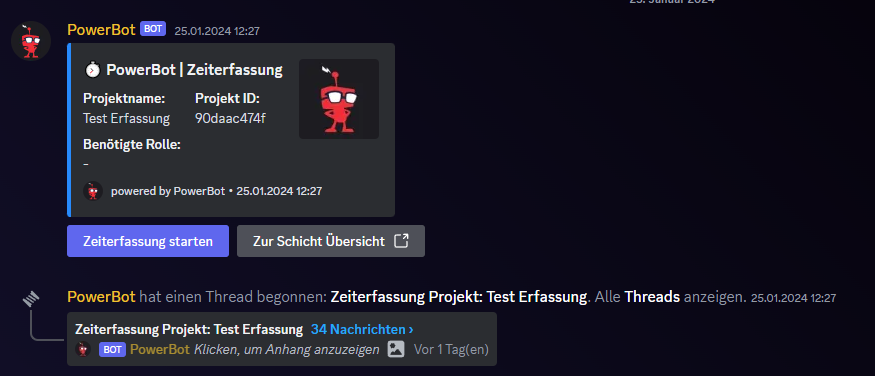 25. Januar 2024
PowerBot BOT 25.01.2024 12:27
PowerBot | Zeiterfassung
Projektname: Projekt ID:
Test Erfassung 90daac474f
Benötigte Rolle:
-
powered by PowerBot • 25.01.2024 12:27
Zeiterfassung starten Zur Schicht Übersicht
PowerBot hat einen Thread begonnen: Zeiterfassung Projekt: Test Erfassung. Alle Threads anzeigen. 25.01.2024 12:27
Zeiterfassung Projekt: Test Erfassung 34 Nachrichten ›
BOT PowerBot Klicken, um Anhang anzuzeigen Vor 1 Tag(en)